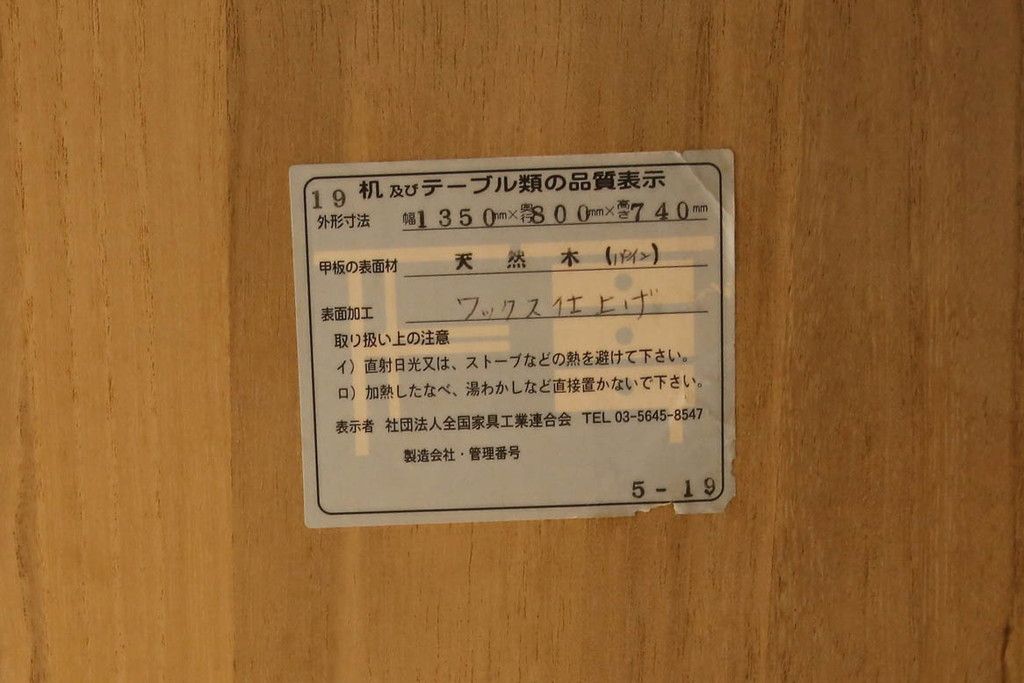 19 机及びテーブル類の品質表示
外形寸法 幅1350mm×奥行800mm×高さ740mm
甲板の表面材 天然木(パイン)
表面加工 ワックス仕上げ
取り扱い上の注意
イ)直射日光又は、ストーブなどの熱を避けて下さい。
ロ)加熱したなべ、湯わかしなど直接置かないで下さい。
表示者 社団法人全国家具工業連合会 TEL 03-5645-8547
製造会社・管理番号
5-19